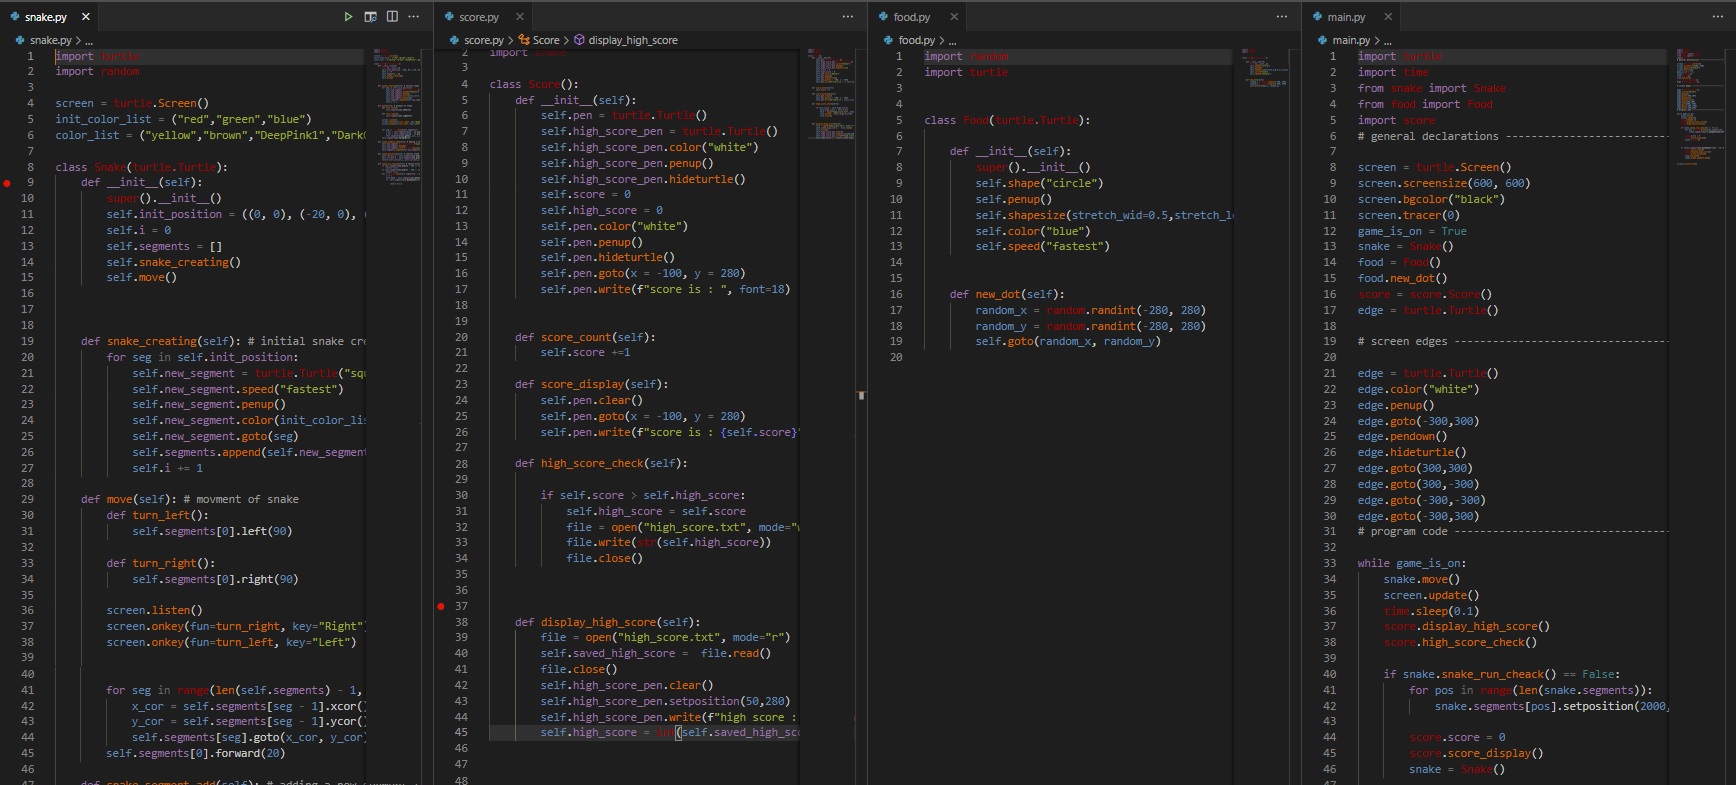 snake.py
snake.py > ...
1 import turtle
2 import random
3
4 screen = turtle.Screen()
5 init_color_list = ("red","green","blue")
6 color_list = ("yellow","brown","DeepPink1",
7
8 class Snake(turtle.Turtle):
9 def __init__(self):
10 super().__init__()
11 self.init_position = ((0, 0), (-20, 0),
12 self.i = 0
13 self.segments = []
14 self.snake_creating()
15 self.move()
16
17
18
19 def snake_creating(self): # initial snake
20 for seg in self.init_position:
21 self.new_segment = turtle.Turtle(
22 self.new_segment.speed("fastest")
23 self.new_segment.penup()
24 self.new_segment.color(
25 self.new_segment.goto(seg)
26 self.segments.append(
27 self.i += 1
28
29 def move(self): # movment of snake
30 def turn_left():
31 self.segments[0].left(90)
32
33 def turn_right():
34 self.segments[0].right(90)
35
36 screen.listen()
37 screen.onkey(fun=turn_right, key="Right"
38 screen.onkey(fun=turn_left, key="Left")
39
40
41 for seg in range(len(self.segments) - 1,
42 x_cor = self.segments[seg - 1].xcor()
43 y_cor = self.segments[seg - 1].ycor()
44 self.segments[seg].goto(x_cor, y_cor)
45 self.segments[0].forward(20)
46
score.py
score.py > Score > display_high_score
2 import
3
4 class Score():
5 def __init__(self):
6 self.pen = turtle.Turtle()
7 self.high_score_pen = turtle.Turtle()
8 self.high_score_pen.color("white")
9 self.high_score_pen.penup()
10 self.high_score_pen.hideturtle()
11 self.score = 0
12 self.high_score = 0
13 self.pen.color("white")
14 self.pen.penup()
15 self.pen.hideturtle()
16 self.pen.goto(x = -100, y = 280)
17 self.pen.write(f"score is : ", font=18)
18
19
20 def score_count(self):
21 self.score +=1
22
23 def score_display(self):
24 self.pen.clear()
25 self.pen.goto(x = -100, y = 280)
26 self.pen.write(f"score is : {self.score}"
27
28 def high_score_check(self):
29
30 if self.score > self.high_score:
31 self.high_score = self.score
32 file = open("high_score.txt", mode="
33 file.write(str(self.high_score))
34 file.close()
35
36
37
38 def display_high_score(self):
39 file = open("high_score.txt", mode="r")
40 self.saved_high_score = file.read()
41 file.close()
42 self.high_score_pen.clear()
43 self.high_score_pen.setposition(50,280)
44 self.high_score_pen.write(f"high score :
45 self.high_score = int(
46
47
48
food.py
food.py > ...
1 import random
2 import turtle
3
4
5 class Food(turtle.Turtle):
6
7 def __init__(self):
8 super().__init__()
9 self.shape("circle")
10 self.penup()
11 self.shapesize(stretch_wid=0.5,
12 self.color("blue")
13 self.speed("fastest")
14
15
16 def new_dot(self):
17 random_x = random.randint(-280, 280)
18 random_y = random.randint(-280, 280)
19 self.goto(random_x, random_y)
20
main.py
main.py > ...
1 import turtle
2 import time
3 from snake import Snake
4 from food import Food
5 import score
6 # general declarations -------------------------
7
8 screen = turtle.Screen()
9 screen.screensize(600, 600)
10 screen.bgcolor("black")
11 screen.tracer(0)
12 game_is_on = True
13 snake = Snake()
14 food = Food()
15 food.new_dot()
16 score = score.Score()
17 edge = turtle.Turtle()
18
19 # screen edges ---------------------------------
20
21 edge = turtle.Turtle()
22 edge.color("white")
23 edge.penup()
24 edge.goto(-300,300)
25 edge.pendown()
26 edge.hideturtle()
27 edge.goto(300,300)
28 edge.goto(300,-300)
29 edge.goto(-300,-300)
30 edge.goto(-300,300)
31 # program code ---------------------------------
32
33 while game_is_on:
34 snake.move()
35 screen.update()
36 time.sleep(0.1)
37 score.display_high_score()
38 score.high_score_check()
39
40 if snake.snake_run_cheack() == False:
41 for pos in range(len(snake.segments)):
42 snake.segments[pos].setposition(2000,
43
44 score.score = 0
45 score.score_display()
46 snake = Snake()